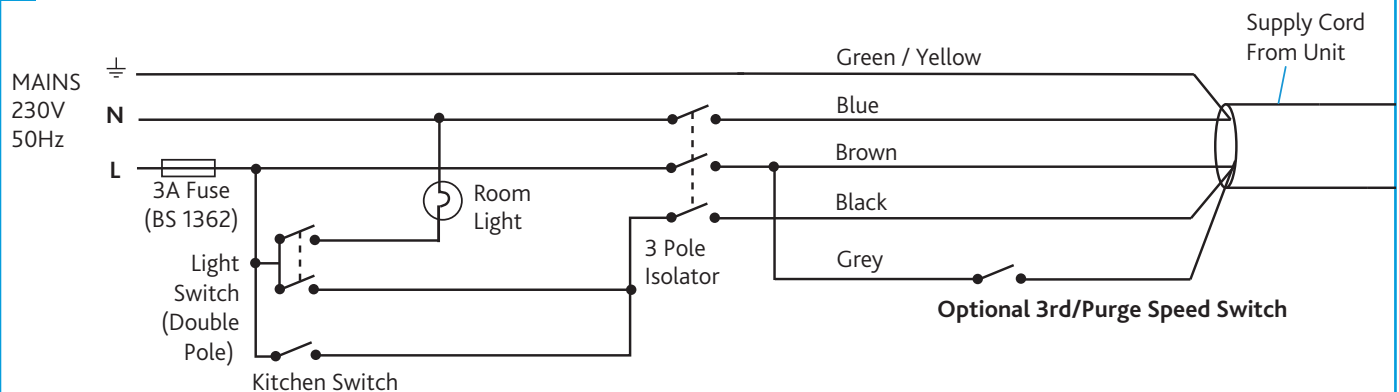 Supply Cord
From Unit
Green / Yellow
MAINS
230V
50Hz
N
Blue
L
Brown
3A Fuse
(BS 1362)
Room
Light
Black
Light
Switch
(Double
Pole)
3 Pole
Isolator
Grey
Optional 3rd/Purge Speed Switch
Kitchen Switch